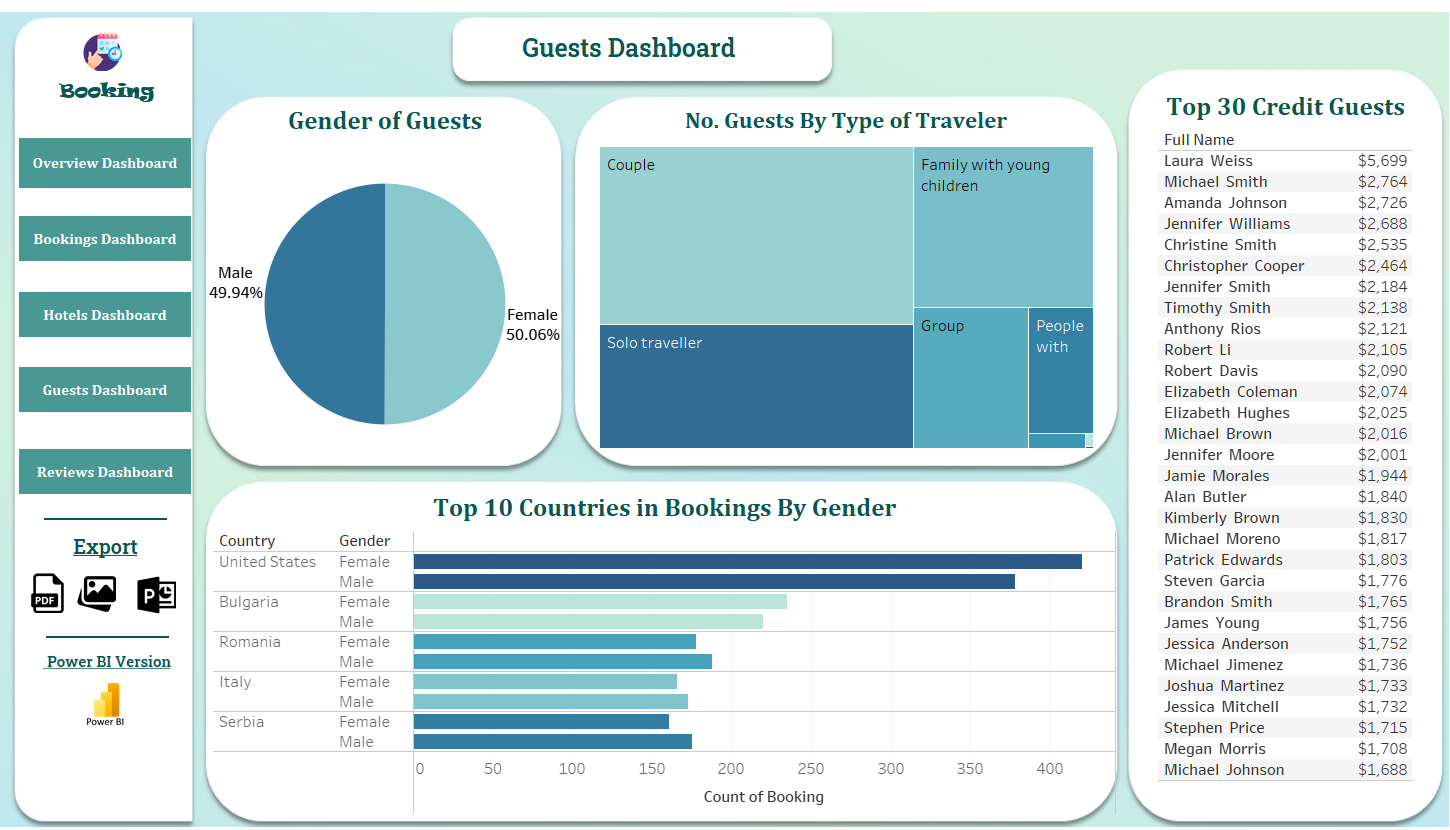 Booking
Overview Dashboard
Bookings Dashboard
Hotels Dashboard
Guests Dashboard
Reviews Dashboard
Export
PDF
P
Power BI Version
Power BI
Guests Dashboard
Gender of Guests
Male
49.94%
Female
50.06%
No. Guests By Type of Traveler
Couple
Family with young
children
Solo traveller
Group
People
with
Top 10 Countries in Bookings By Gender
Country Gender
United States Female
Male
Bulgaria Female
Male
Romania Female
Male
Italy Female
Male
Serbia Female
Male
0 50 100 150 200 250 300 350 400
Count of Booking
Top 30 Credit Guests
Full Name
Laura Weiss $5,699
Michael Smith $2,764
Amanda Johnson $2,726
Jennifer Williams $2,688
Christine Smith $2,535
Christopher Cooper $2,464
Jennifer Smith $2,184
Timothy Smith $2,138
Anthony Rios $2,121
Robert Li $2,105
Robert Davis $2,090
Elizabeth Coleman $2,074
Elizabeth Hughes $2,025
Michael Brown $2,016
Jennifer Moore $2,001
Jamie Morales $1,944
Alan Butler $1,840
Kimberly Brown $1,830
Michael Moreno $1,817
Patrick Edwards $1,803
Steven Garcia $1,776
Brandon Smith $1,765
James Young $1,756
Jessica Anderson $1,752
Michael Jimenez $1,736
Joshua Martinez $1,733
Jessica Mitchell $1,732
Stephen Price $1,715
Megan Morris $1,708
Michael Johnson $1,688